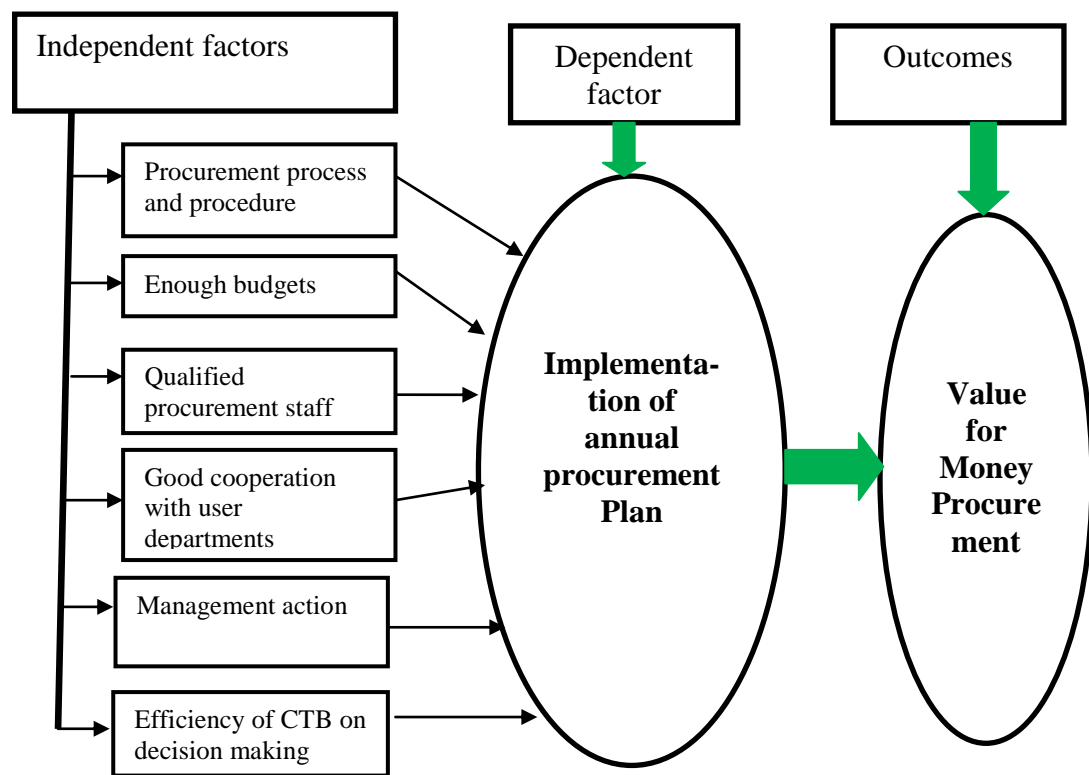 Independent factors
Dependent
factor
Outcomes
Procurement process
and procedure
Enough budgets
Qualified
procurement staff
Good cooperation
with user
departments
Management action
Efficiency of CTB on
decision making
Implementa-
tion of
annual
procurement
Plan
Value
for
Money
Procure
ment